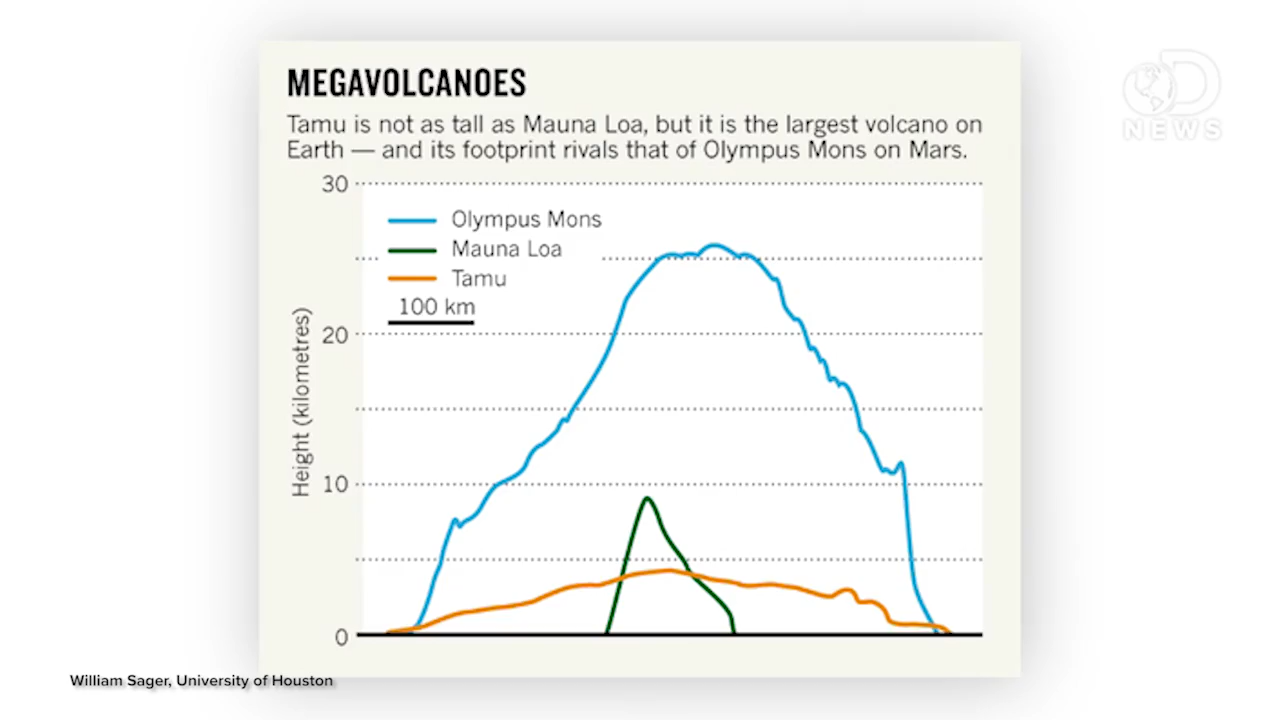 MEGAVOLCANOES
Tamu is not as tall as Mauna Loa, but it is the largest volcano on
Earth — and its footprint rivals that of Olympus Mons on Mars.
30
Olympus Mons
Mauna Loa
Tamu
100 km
20
10
0
Height (kilometres)
William Sager, University of Houston
D
NEWS